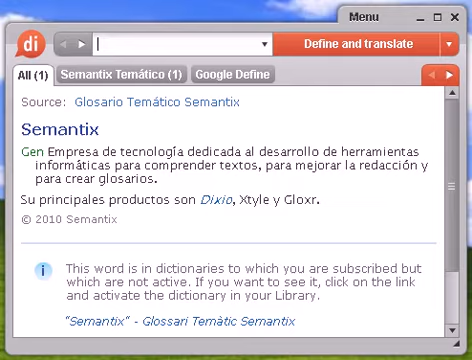 Menu
di
Define and translate
All (1)
Semantix Temático (1)
Google Define
Source: Glosario Temático Semantix
Semantix
Gen Empresa de tecnología dedicada al desarrollo de herramientas
informáticas para comprender textos, para mejorar la redacción y
para crear glosarios.
Su principales productos son Dixio, Xtyle y Gloxr.
© 2010 Semantix
i
This word is in dictionaries to which you are subscribed but
which are not active. If you want to see it, click on the link
and activate the dictionary in your Library.
"Semantix" - Glossari Temàtic Semantix